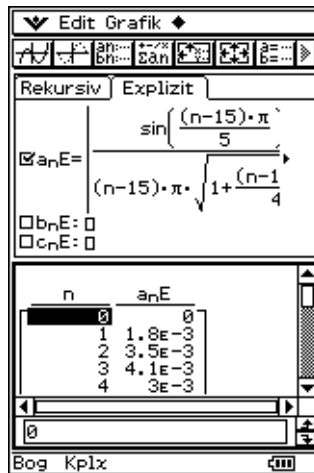 Edit Grafik
Rekursiv Explizit
anE= sin((n-15)·π/5) / (n-15)·π·√1+(n-1/4
bnE:
cnE:
n anE
0 0
1 1.8E-3
2 3.5E-3
3 4.1E-3
4 3E-3
0
Bog Kplx